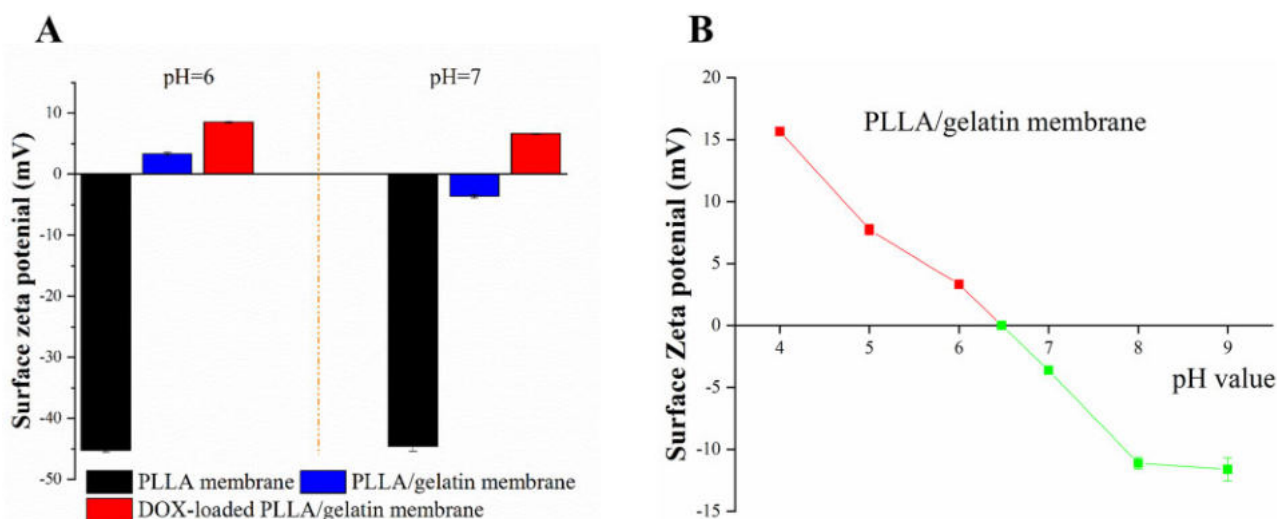 A
pH=6
pH=7
Surface zeta potenial (mV)
10
0
-10
-20
-30
-40
-50
PLLA membrane
PLLA/gelatin membrane
DOX-loaded PLLA/gelatin membrane
B
PLLA/gelatin membrane
Surface Zeta potenial (mV)
20
15
10
5
0
-5
-10
-15
4
5
6
7
8
9
pH value